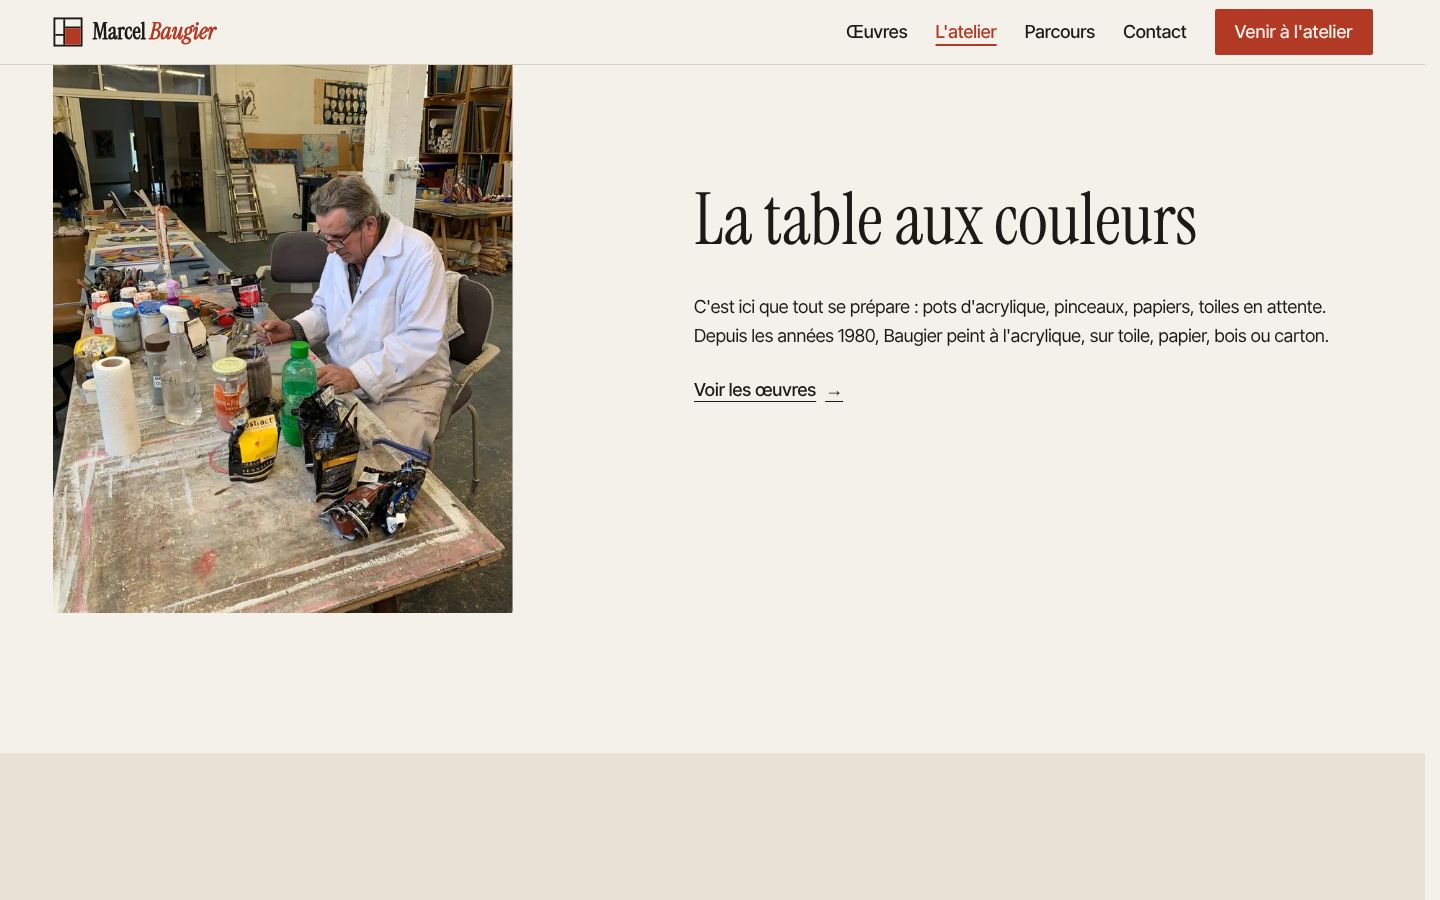 Marcel Baugier
Œuvres
L'atelier
Parcours
Contact
Venir à l'atelier
La table aux couleurs
C'est ici que tout se prépare : pots d'acrylique, pinceaux, papiers, toiles en attente.
Depuis les années 1980, Baugier peint à l'acrylique, sur toile, papier, bois ou carton.
Voir les œuvres →